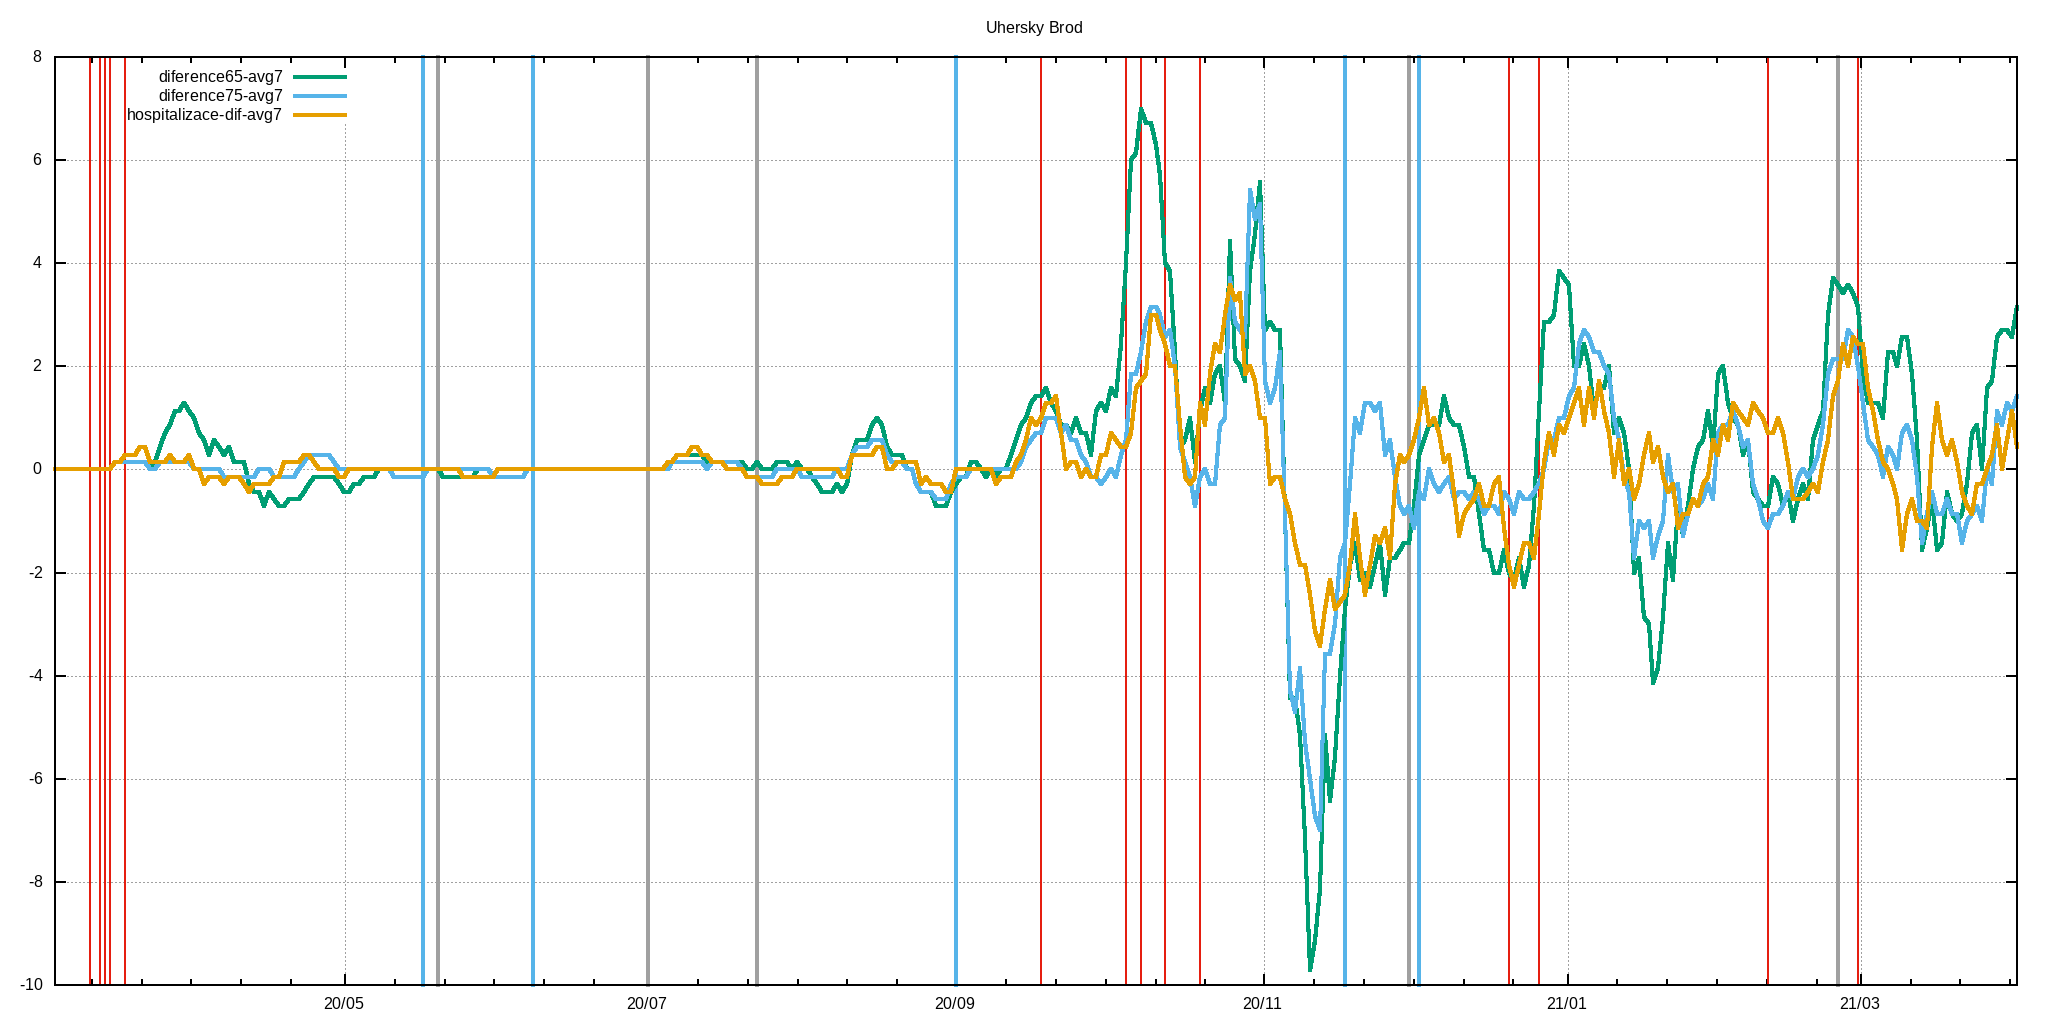 Uhersky Brod
8
diference65-avg7
diference75-avg7
hospitalizace-dif-avg7
6
4
2
0
-2
-4
-6
-8
-10
20/05 20/07 20/09 20/11 21/01 21/03